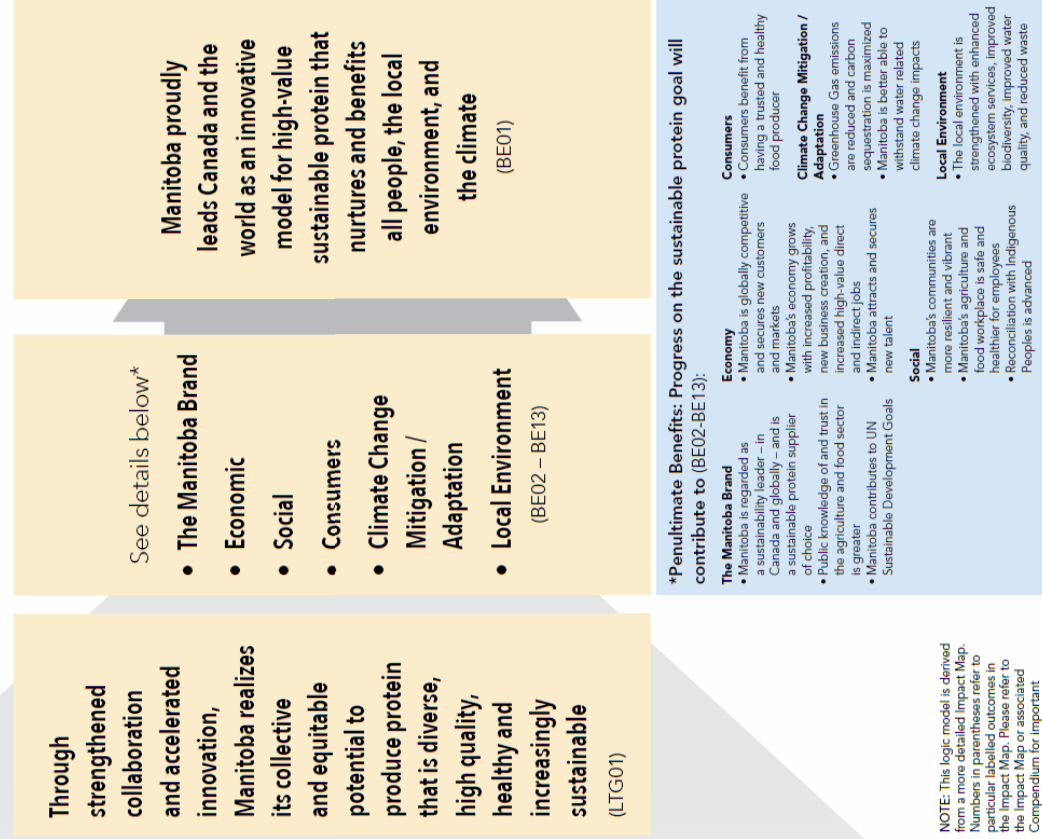 Through
strengthened
collaboration
and accelerated
innovation,
Manitoba realizes
its collective
and equitable
potential to
produce protein
that is diverse,
high quality,
healthy and
increasingly
sustainable
(LTG01)
See details below*
• The Manitoba Brand
• Economic
• Social
• Consumers
• Climate Change
Mitigation /
Adaptation
• Local Environment
(BE02 – BE13)
Manitoba proudly
leads Canada and the
world as an innovative
model for high-value
sustainable protein that
nurtures and benefits
all people, the local
environment, and
the climate
(BE01)
*Penultimate Benefits: Progress on the sustainable protein goal will
contribute to (BE02-BE13):
The Manitoba Brand
• Manitoba is regarded as
a sustainability leader – in
Canada and globally – and is
a sustainable protein supplier
of choice
• Public knowledge of and trust in
the agriculture and food sector
is greater
• Manitoba contributes to UN
Sustainable Development Goals
Economy
• Manitoba is globally competitive
and secures new customers
and markets
• Manitoba's economy grows
with increased profitability,
new business creation, and
increased high-value direct
and indirect jobs
• Manitoba attracts and secures
new talent
Social
• Manitoba's communities are
more resilient and vibrant
• Manitoba's agriculture and
food workplace is safe and
healthier for employees
• Reconciliation with Indigenous
Peoples is advanced
Consumers
• Consumers benefit from
having a trusted and healthy
food producer
Climate Change Mitigation /
Adaptation
• Greenhouse Gas emissions
are reduced and carbon
sequestration is maximized
• Manitoba is better able to
withstand water related
climate change impacts
Local Environment
• The local environment is
strengthened with enhanced
ecosystem services, improved
biodiversity, improved water
quality, and reduced waste
NOTE: This logic model is derived
from a more detailed Impact Map.
Numbers in parentheses refer to
particular labelled outcomes in
the Impact Map. Please refer to
the Impact Map or associated
Compendium for important